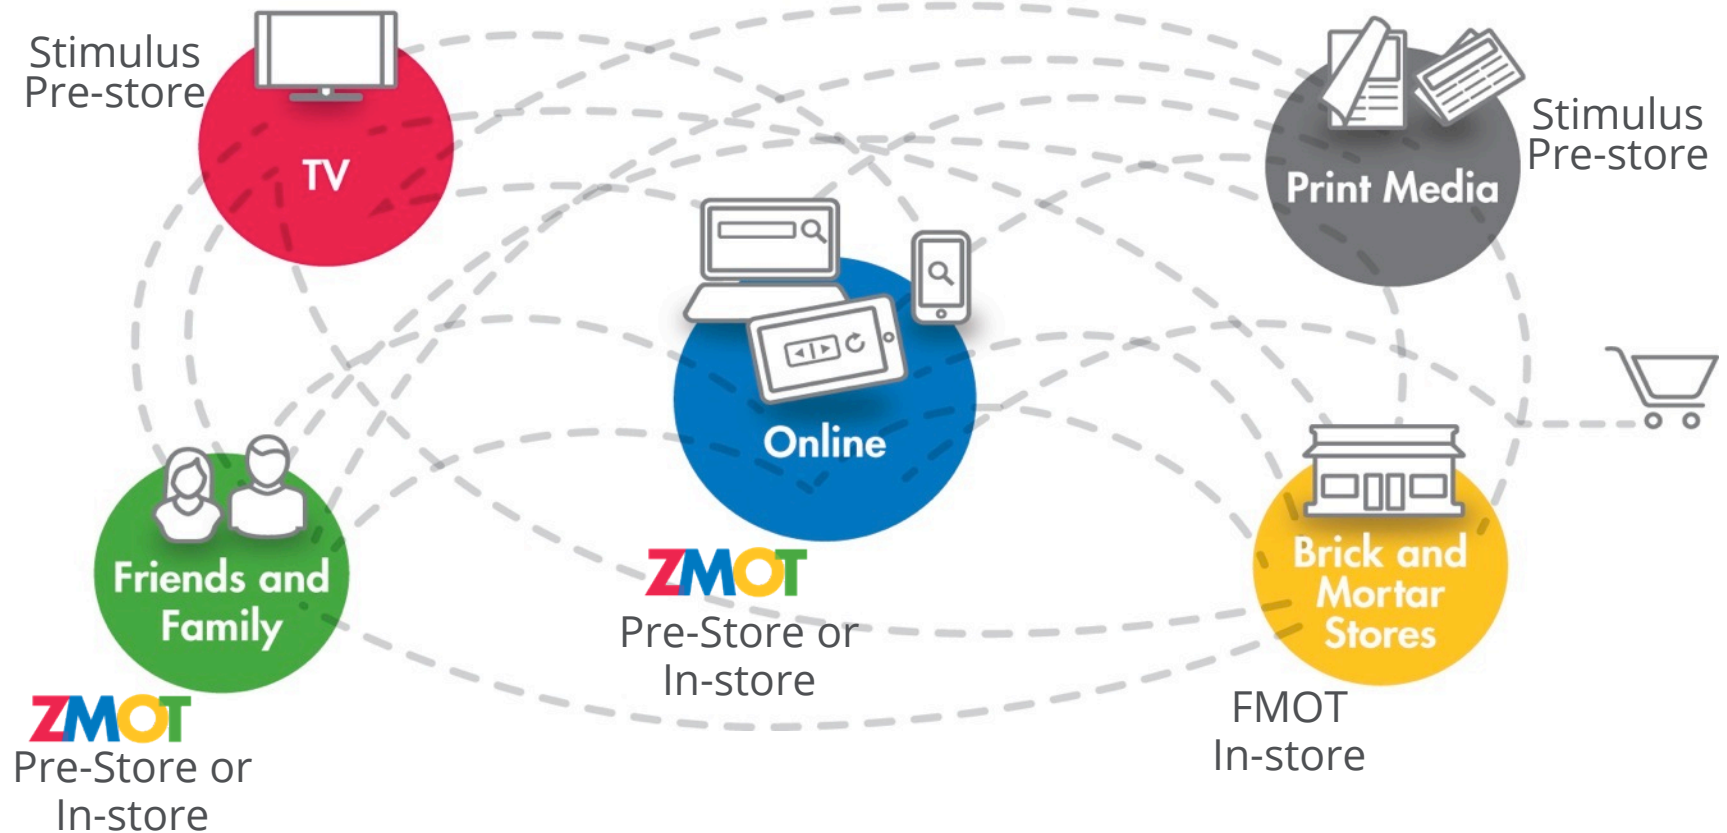 Stimulus
Pre-store
TV
Stimulus
Pre-store
Print Media
Online
ZMOT
Pre-Store or
In-store
Friends and
Family
ZMOT
Pre-Store or
In-store
Brick and
Mortar
Stores
FMOT
In-store